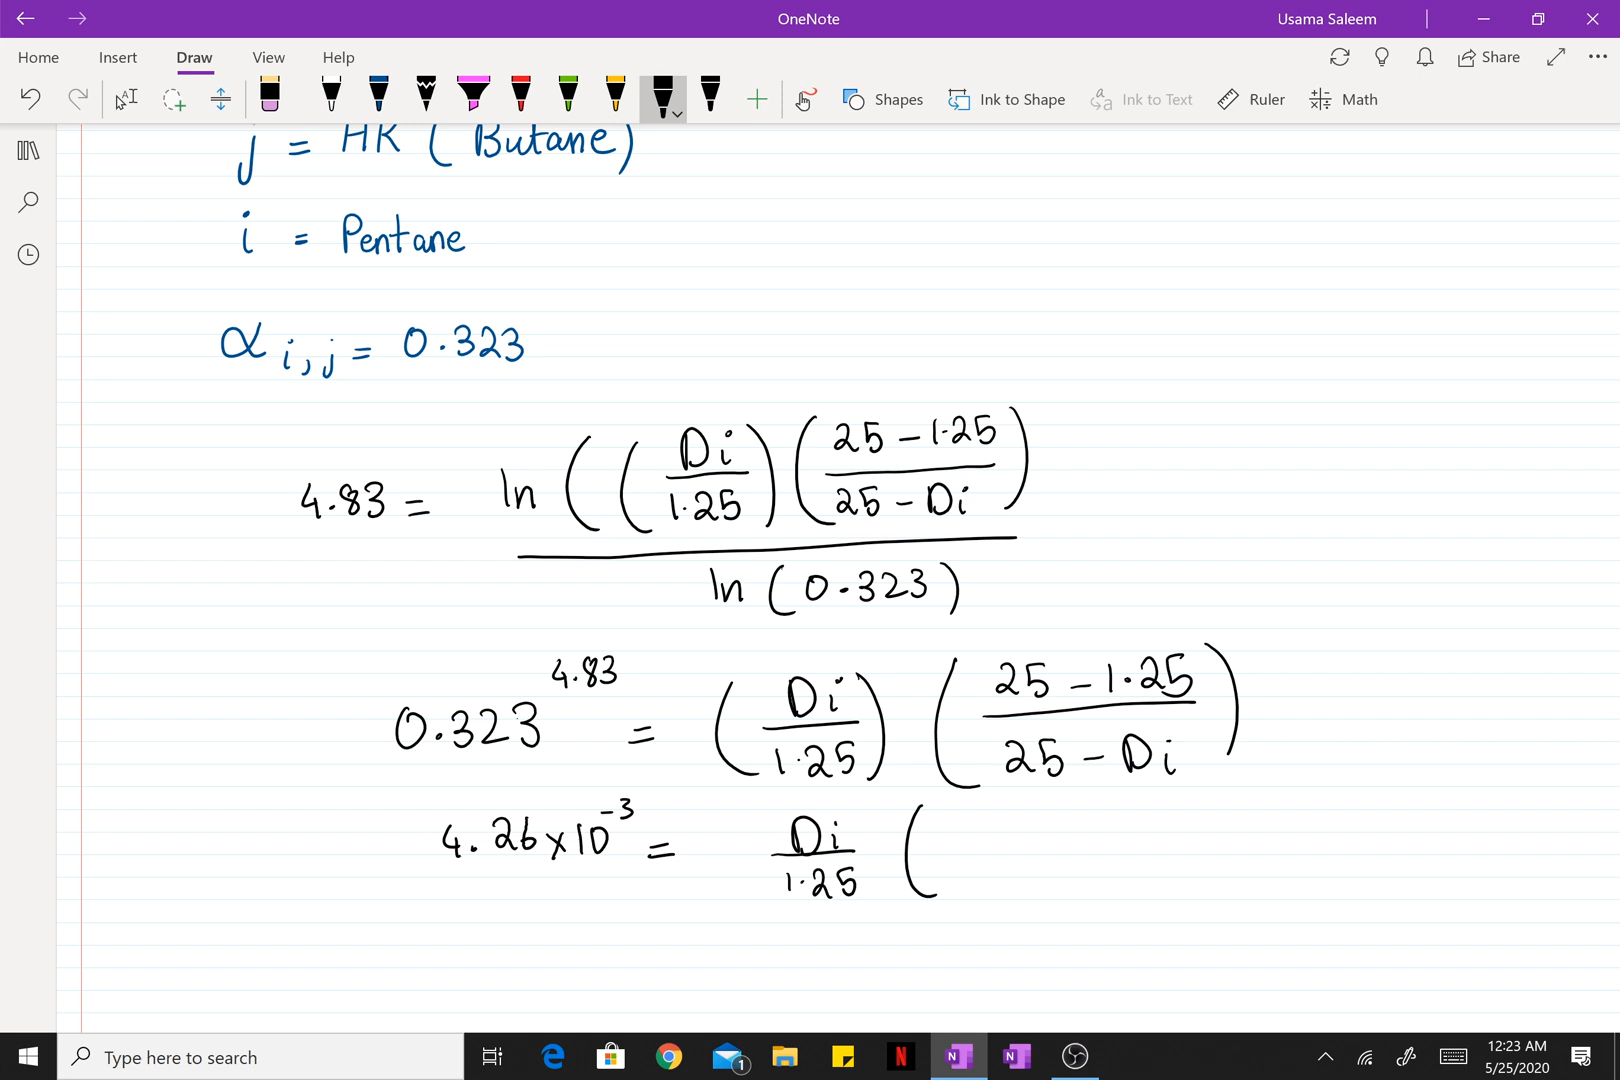 OneNote
Usama Saleem
Home Insert Draw View Help
Share
Shapes Ink to Shape Ink to Text Ruler Math
j = HK ( Butane )
i = Pentane
α i,j = 0.323
4.83 = ln ( ( Di / 1.25 ) ( 25 - 1.25 / 25 - Di ) / ln ( 0.323 )
0.323^4.83 = ( Di / 1.25 ) ( 25 - 1.25 / 25 - Di )
4.26 x 10^-3 = Di / 1.25 (
Type here to search
1
12:23 AM
5/25/2020